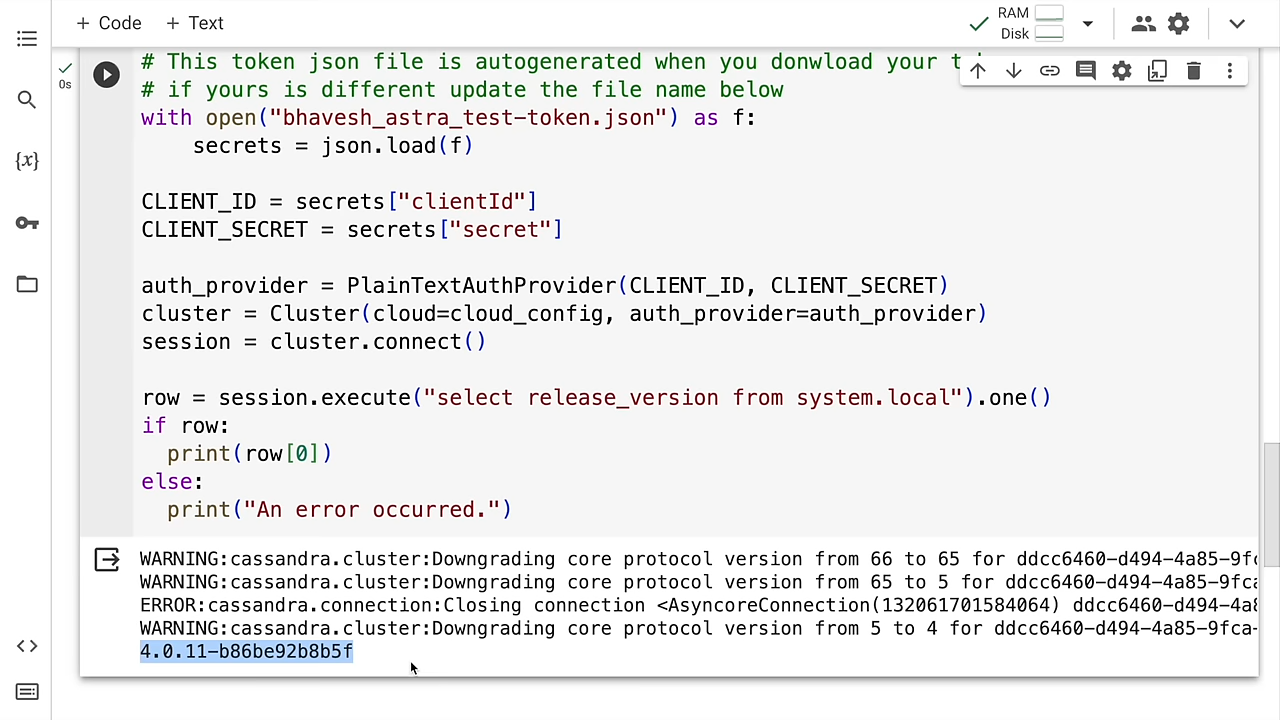 + Code + Text
RAM
Disk
# This token json file is autogenerated when you donwload your
# if yours is different update the file name below
with open("bhavesh_astra_test-token.json") as f:
secrets = json.load(f)
CLIENT_ID = secrets["clientId"]
CLIENT_SECRET = secrets["secret"]
auth_provider = PlainTextAuthProvider(CLIENT_ID, CLIENT_SECRET)
cluster = Cluster(cloud=cloud_config, auth_provider=auth_provider)
session = cluster.connect()
row = session.execute("select release_version from system.local").one()
if row:
print(row[0])
else:
print("An error occurred.")
0s
{x}
WARNING:cassandra.cluster:Downgrading core protocol version from 66 to 65 for ddcc6460-d494-4a85-9fc
WARNING:cassandra.cluster:Downgrading core protocol version from 65 to 5 for ddcc6460-d494-4a85-9fca
ERROR:cassandra.connection:Closing connection <AsyncoreConnection(132061701584064) ddcc6460-d494-4a8
WARNING:cassandra.cluster:Downgrading core protocol version from 5 to 4 for ddcc6460-d494-4a85-9fca-
4.0.11-b86be92b8b5f